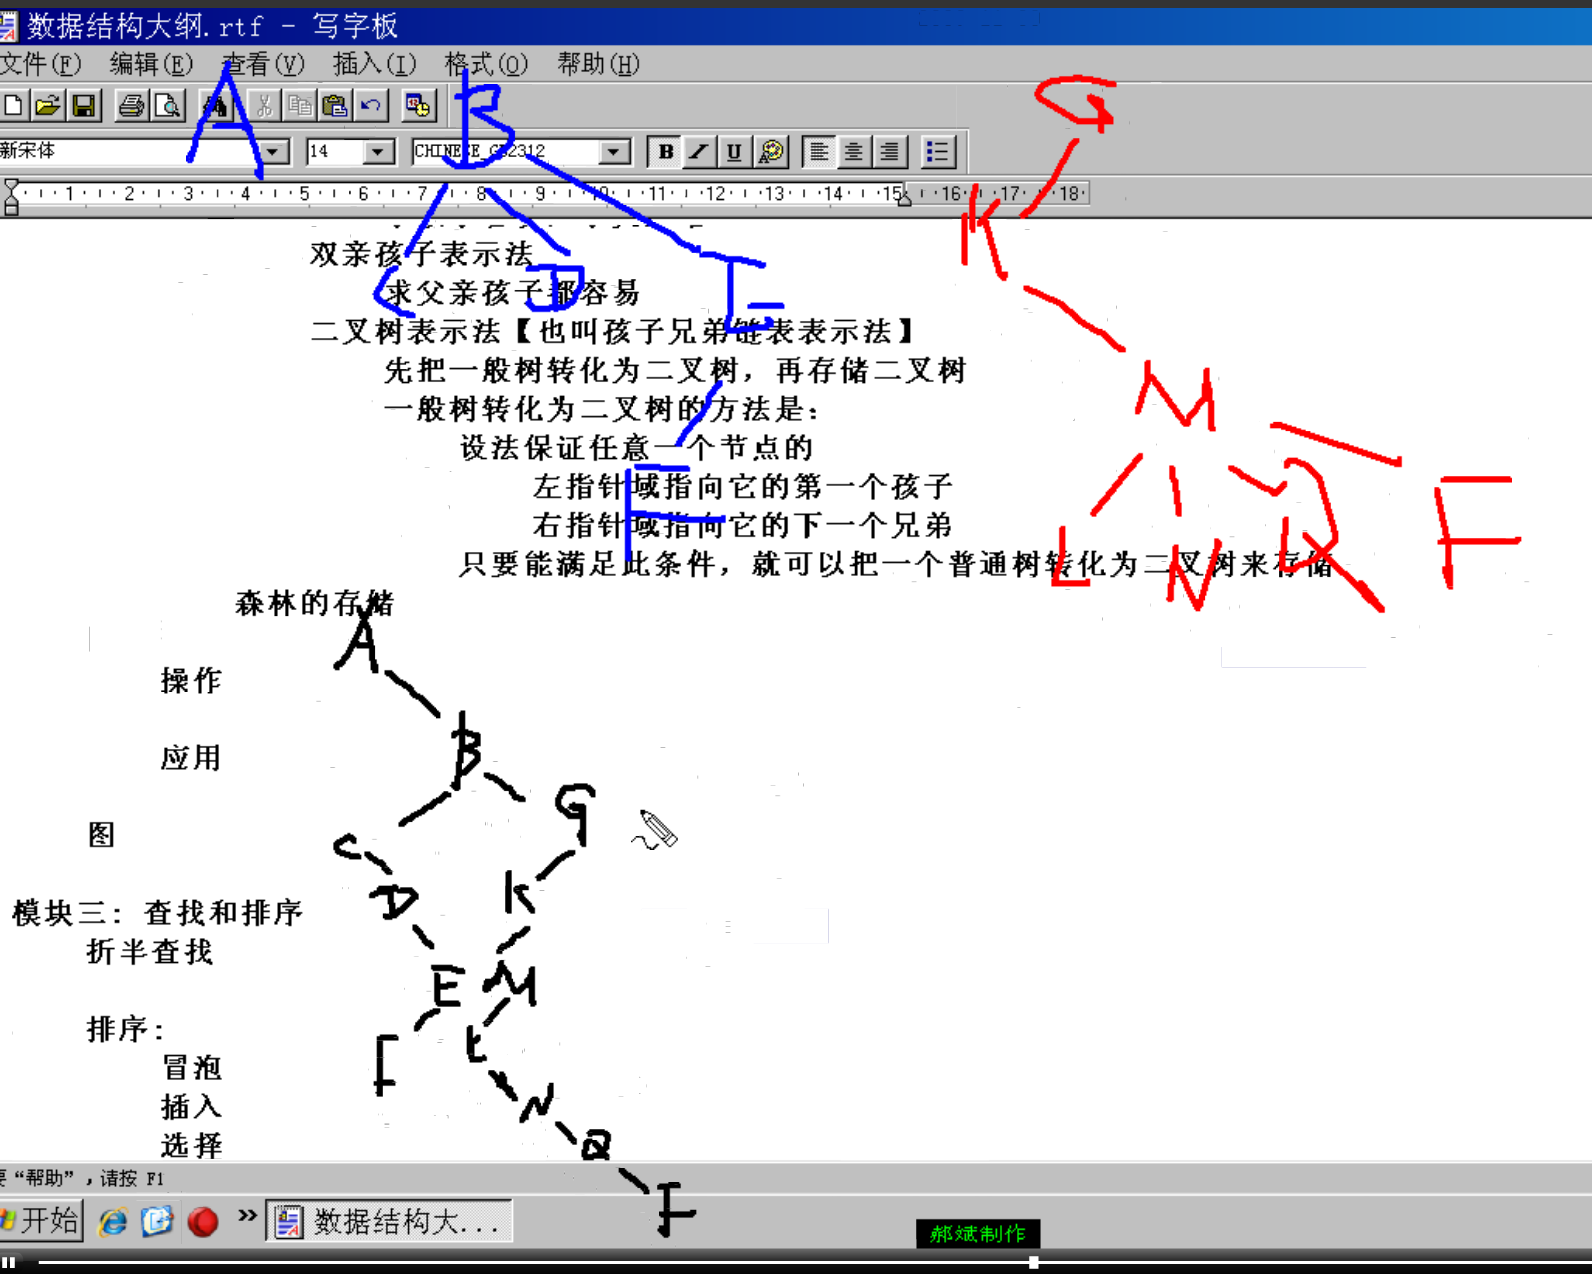 数据结构大纲.rtf - 写字板
文件(F) 编辑(E) 查看(V) 插入(I) 格式(O) 帮助(H)
新宋体 14 CHINESE_GB2312 B U
1 2 3 4 5 6 7 8 9 10 11 12 13 14 15 16 17 18
A B G
K
双亲孩子表示法
求父亲孩子都容易
C D E
二叉树表示法【也叫孩子兄弟链表表示法】
先把一般树转化为二叉树，再存储二叉树
一般树转化为二叉树的方法是：
M
设法保证任意一个节点的
左指针域指向它的第一个孩子
右指针域指向它的下一个兄弟
F
L N Q F
只要能满足此条件，就可以把一个普通树转化为二叉树来存储
森林的存储
A
操作
B
应用
G
图
C
D K
模块三：查找和排序
折半查找
E M
排序：
L
冒泡
F
插入
N
选择
Q
要“帮助”，请按 F1
F
开始 » 数据结构大...
郝斌制作